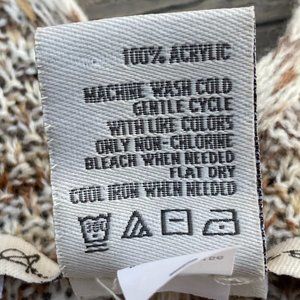 100% ACRYLIC
MACHINE WASH COLD
GENTLE CYCLE
WITH LIKE COLORS
ONLY NON-CHLORINE
BLEACH WHEN NEEDED
FLAT DRY
COOL IRON WHEN NEEDED